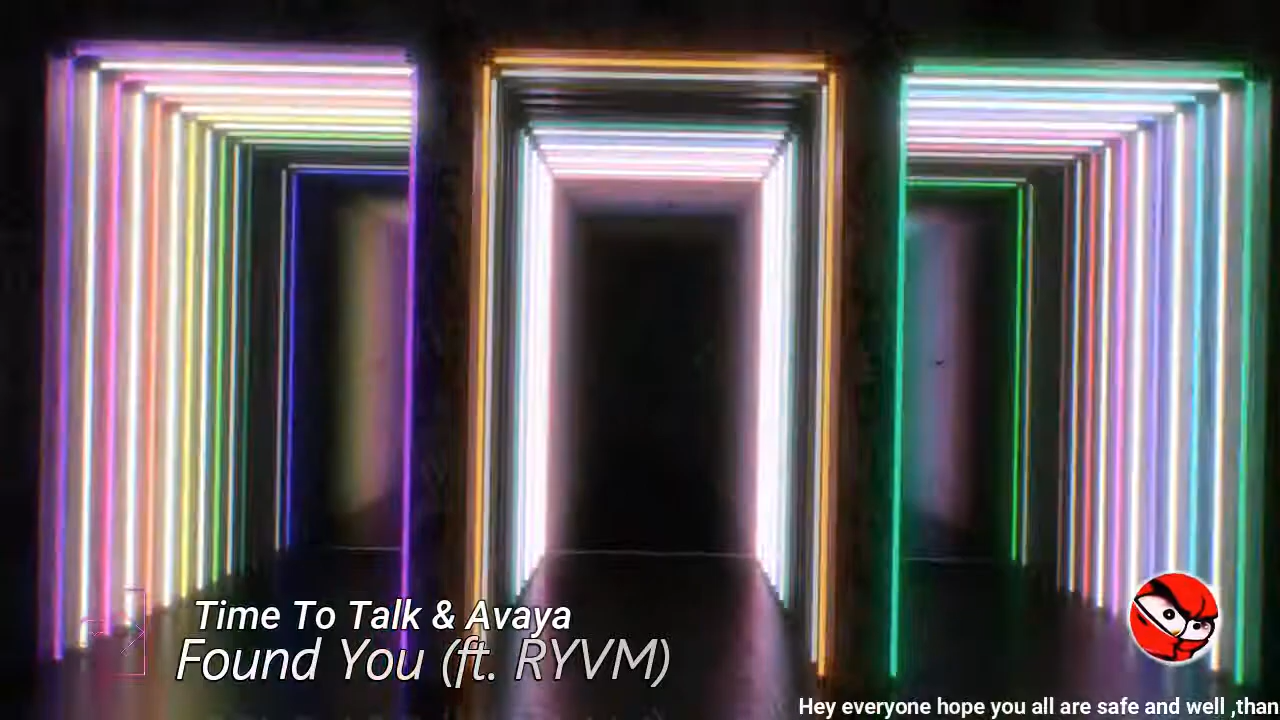 Time To Talk & Avaya
Found You (ft. RYVM)
Hey everyone hope you all are safe and well ,than